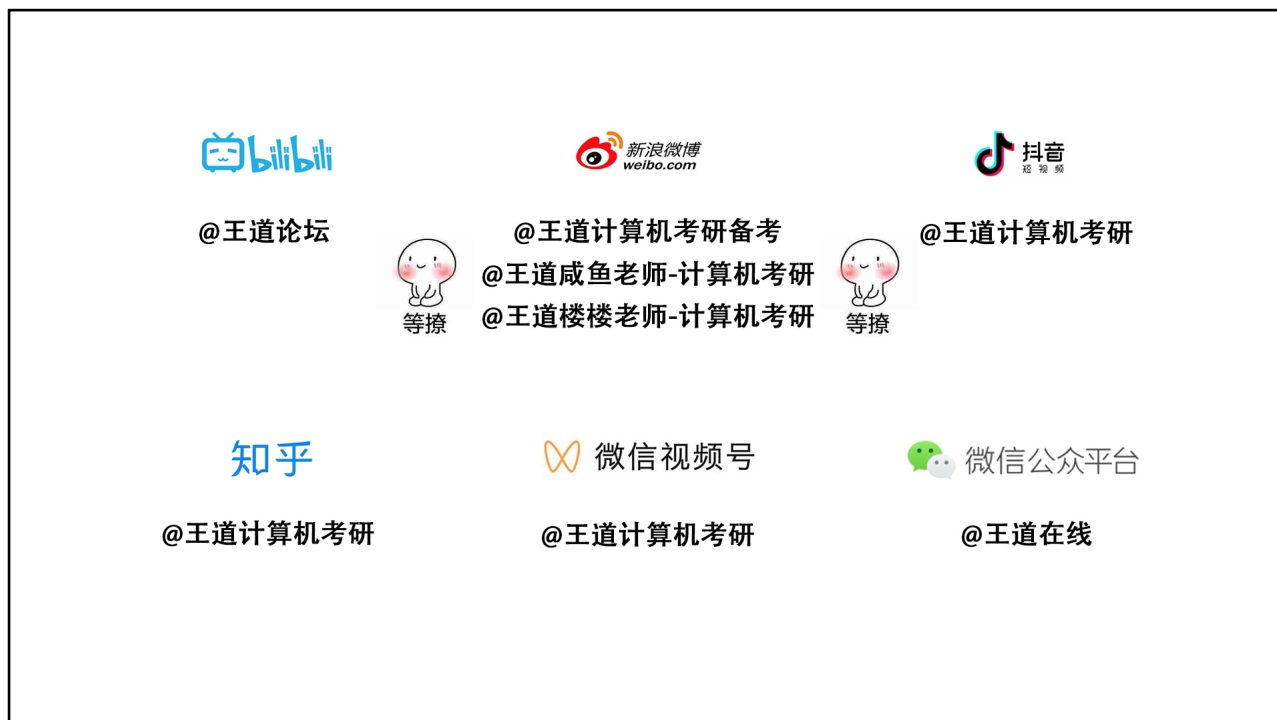 bilibili
新浪微博
weibo.com
抖音
短视频
@王道论坛
@王道计算机考研备考
@王道咸鱼老师-计算机考研
@王道楼楼老师-计算机考研
@王道计算机考研
等撩
等撩
知乎
微信视频号
微信公众平台
@王道计算机考研
@王道计算机考研
@王道在线